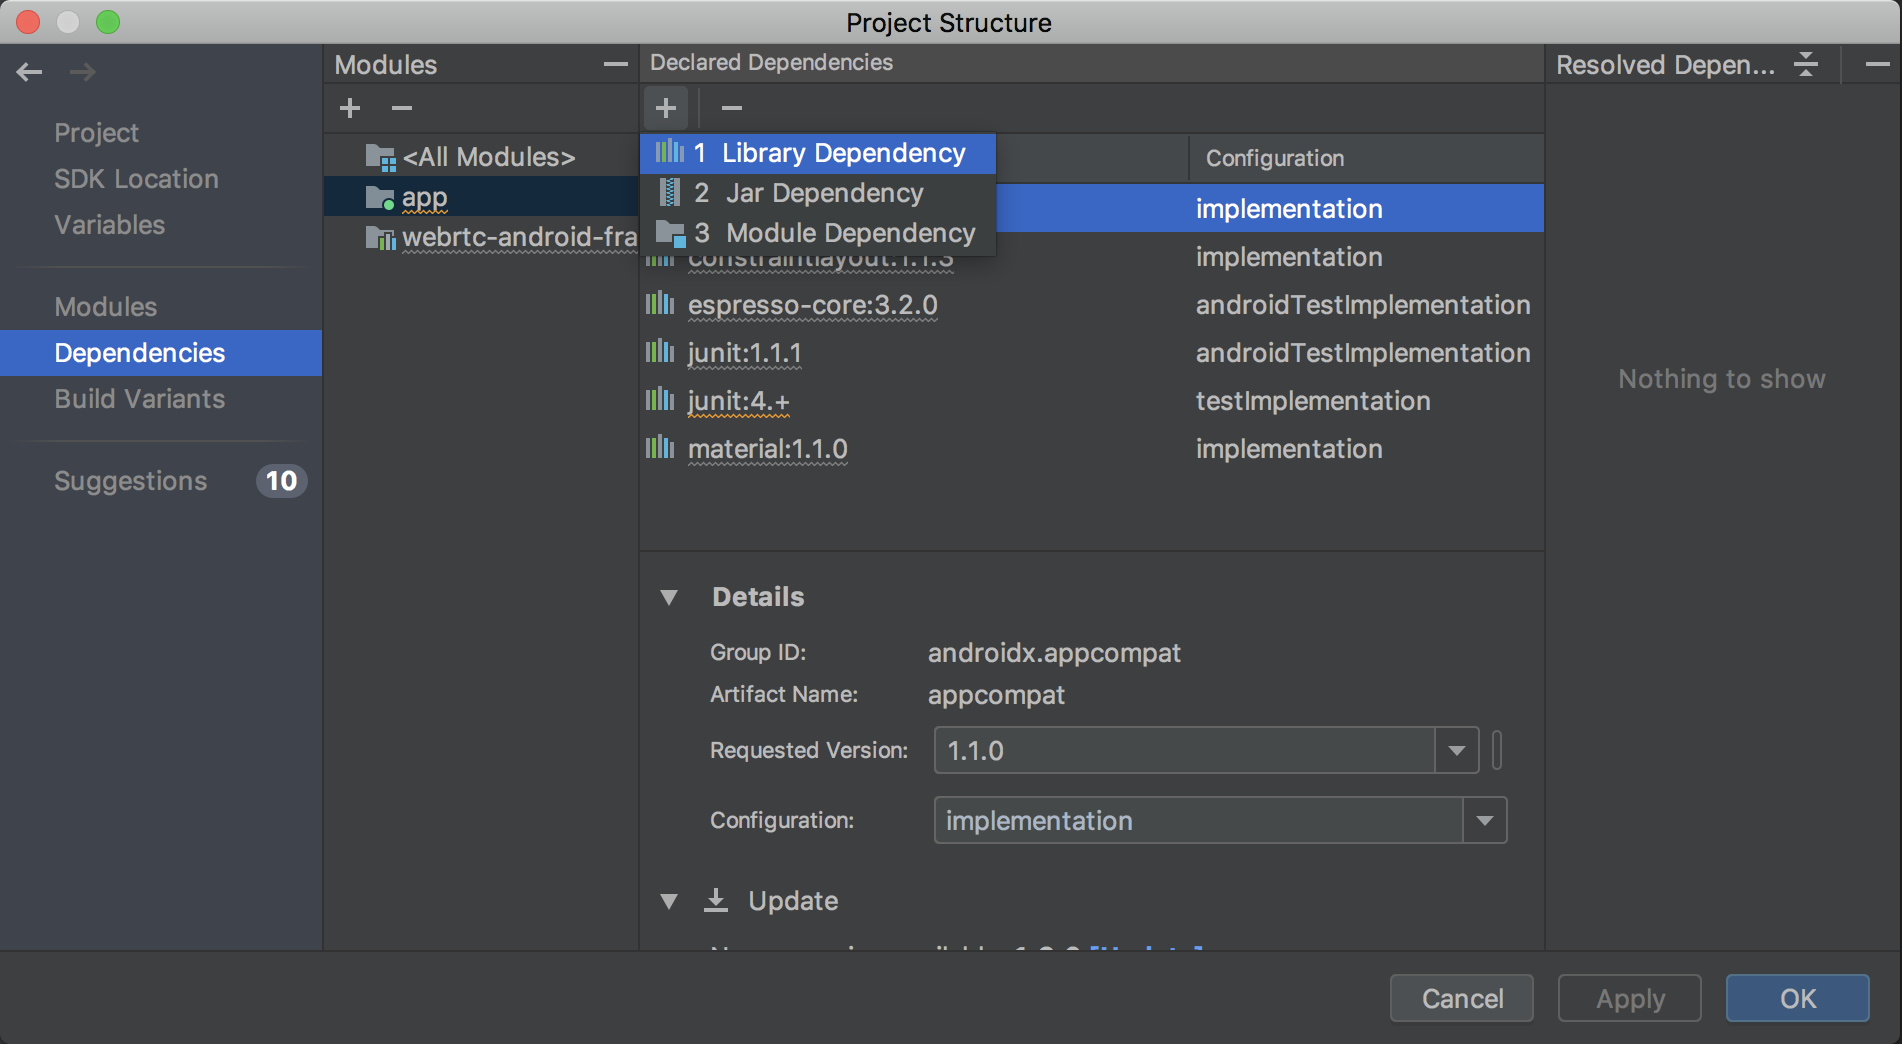 Project Structure
Modules
Declared Dependencies
Resolved Depen...
Project
SDK Location
Variables
Modules
Dependencies
Build Variants
Suggestions
10
<All Modules>
app
webrtc-android-fra
1 Library Dependency
2 Jar Dependency
3 Module Dependency
Configuration
implementation
constraintlayout:1.1.3 implementation
espresso-core:3.2.0 androidTestImplementation
junit:1.1.1 androidTestImplementation
junit:4.+ testImplementation
material:1.1.0 implementation
Nothing to show
Details
Group ID: androidx.appcompat
Artifact Name: appcompat
Requested Version: 1.1.0
Configuration: implementation
Update
Cancel
Apply
OK